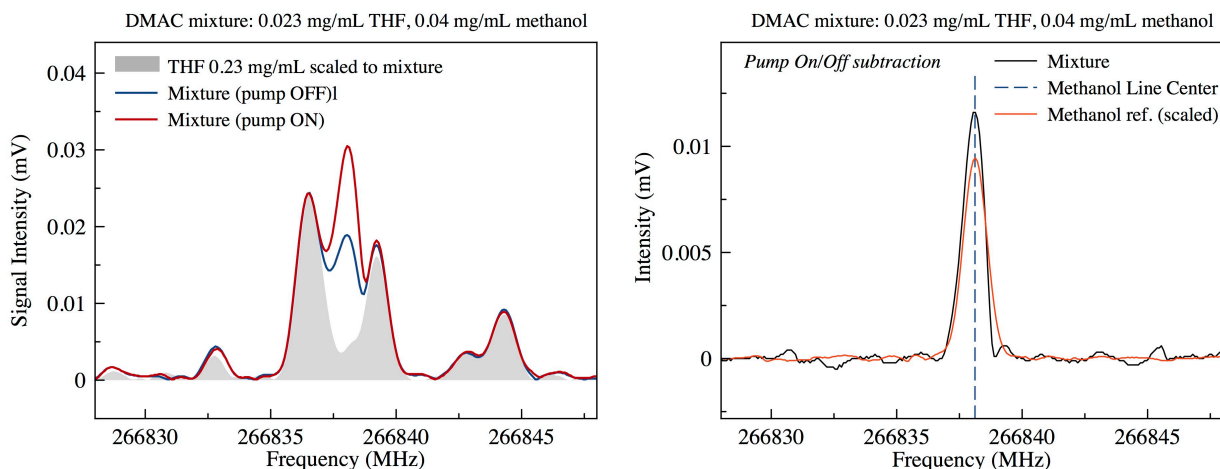 DMAC mixture: 0.023 mg/mL THF, 0.04 mg/mL methanol
THF 0.23 mg/mL scaled to mixture
Mixture (pump OFF)l
Mixture (pump ON)
Signal Intensity (mV)
0.04
0.03
0.02
0.01
0
266830 266835 266840 266845
Frequency (MHz)
DMAC mixture: 0.023 mg/mL THF, 0.04 mg/mL methanol
Pump On/Off subtraction
Mixture
Methanol Line Center
Methanol ref. (scaled)
Intensity (mV)
0.01
0.005
0
266830 266835 266840 266845
Frequency (MHz)